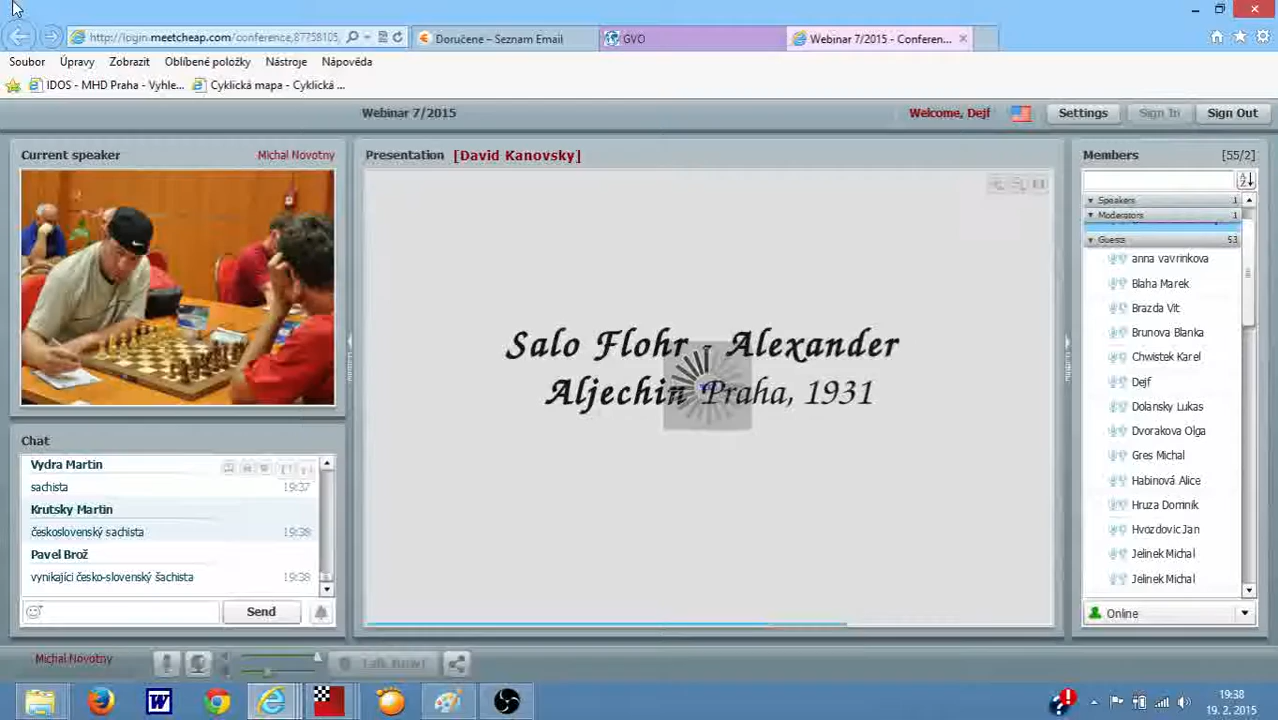 http://login.meetcheap.com/conference,87758105,
Doručené – Seznam Email
GVO
Webinar 7/2015 - Conferen...
Soubor Úpravy Zobrazit Oblíbené položky Nástroje Nápověda
IDOS - MHD Praha - Vyhle...
Cyklická mapa - Cyklická ...
Webinar 7/2015
Welcome, Dejf
Settings
Sign In
Sign Out
Current speaker
Michal Novotny
Presentation
[David Kanovsky]
Members
[55/2]
Speakers 1
Moderators 1
Guests 53
anna vavrinkova
Blaha Marek
Brazda Vit
Brunova Blanka
Chwistek Karel
Dejf
Dolansky Lukas
Dvorakova Olga
Gres Michal
Habinová Alice
Hruza Dominik
Hvozdovic Jan
Jelinek Michal
Jelinek Michal
Online
Salo Flohr - Alexander
Aljechin Praha, 1931
Chat
Vydra Martin
sachista 19:37
Krutsky Martin
československý sachista 19:38
Pavel Brož
vynikajíci česko-slovenský šachista 19:38
Send
Michal Novotny
Talk now!
19:38
19. 2. 2015